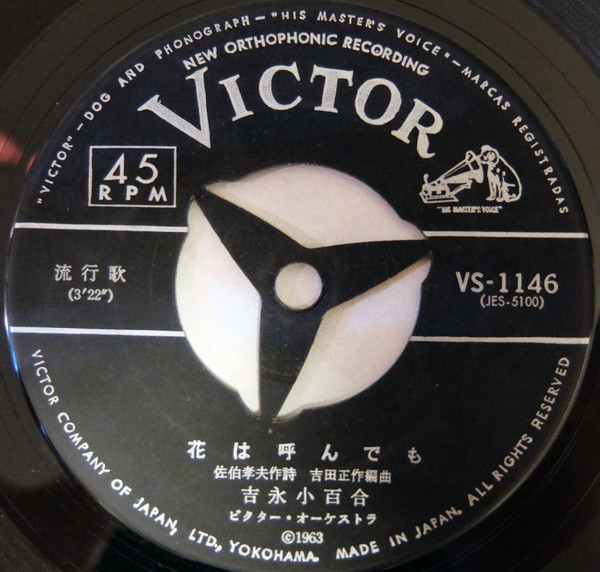 "VICTOR"—DOG AND PHONOGRAPH—"HIS MASTER'S VOICE"—MARCAS REGISTRADAS
NEW ORTHOPHONIC RECORDING
VICTOR
45
RPM
"HIS MASTER'S VOICE"
流行歌
(3'22")
VS-1146
(JES-5100)
花は呼んでも
佐伯孝夫作詩 吉田正作編曲
吉永小百合
ビクター・オーケストラ
©1963
VICTOR COMPANY OF JAPAN, LTD, YOKOHAMA. MADE IN JAPAN. ALL RIGHTS RESERVED